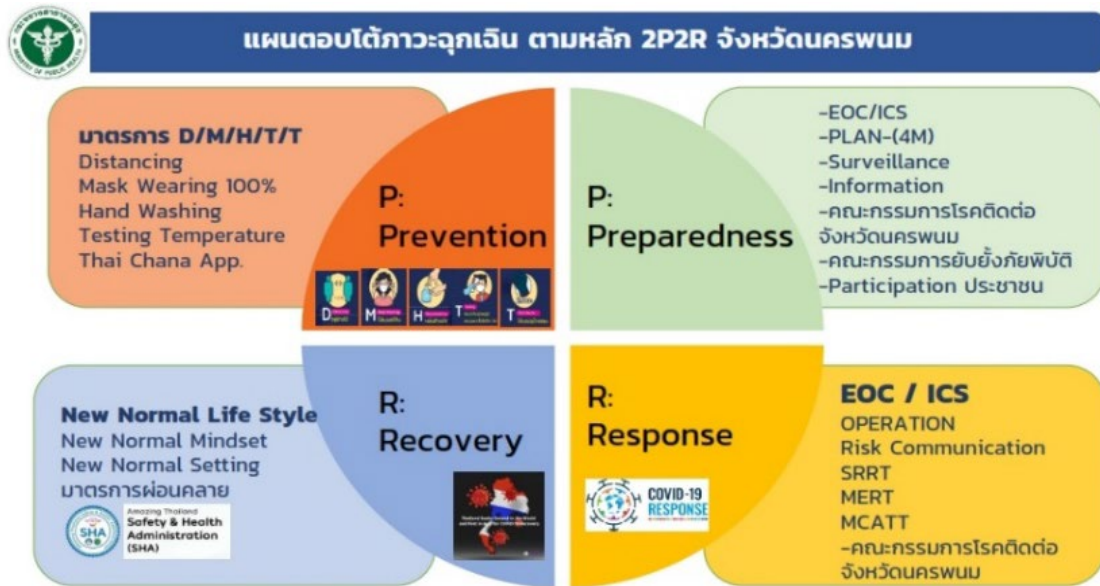 แผนตอบโต้ภาวะฉุกเฉิน ตามหลัก 2P2R จังหวัดนครพนม
มาตรการ D/M/H/T/T
Distancing
Mask Wearing 100%
Hand Washing
Testing Temperature
Thai Chana App.
P:
Prevention
D
M
H
T
T
P:
Preparedness
-EOC/ICS
-PLAN-(4M)
-Surveillance
-Information
-คณะกรรมการโรคติดต่อ
จังหวัดนครพนม
-คณะกรรมการยับยั้งภัยพิบัติ
-Participation ประชาชน
New Normal Life Style
New Normal Mindset
New Normal Setting
มาตรการผ่อนคลาย
SHA
Amazing Thailand
Safety & Health
Administration
(SHA)
R:
Recovery
R:
Response
COVID-19
RESPONSE
EOC / ICS
OPERATION
Risk Communication
SRRT
MERT
MCATT
-คณะกรรมการโรคติดต่อ
จังหวัดนครพนม